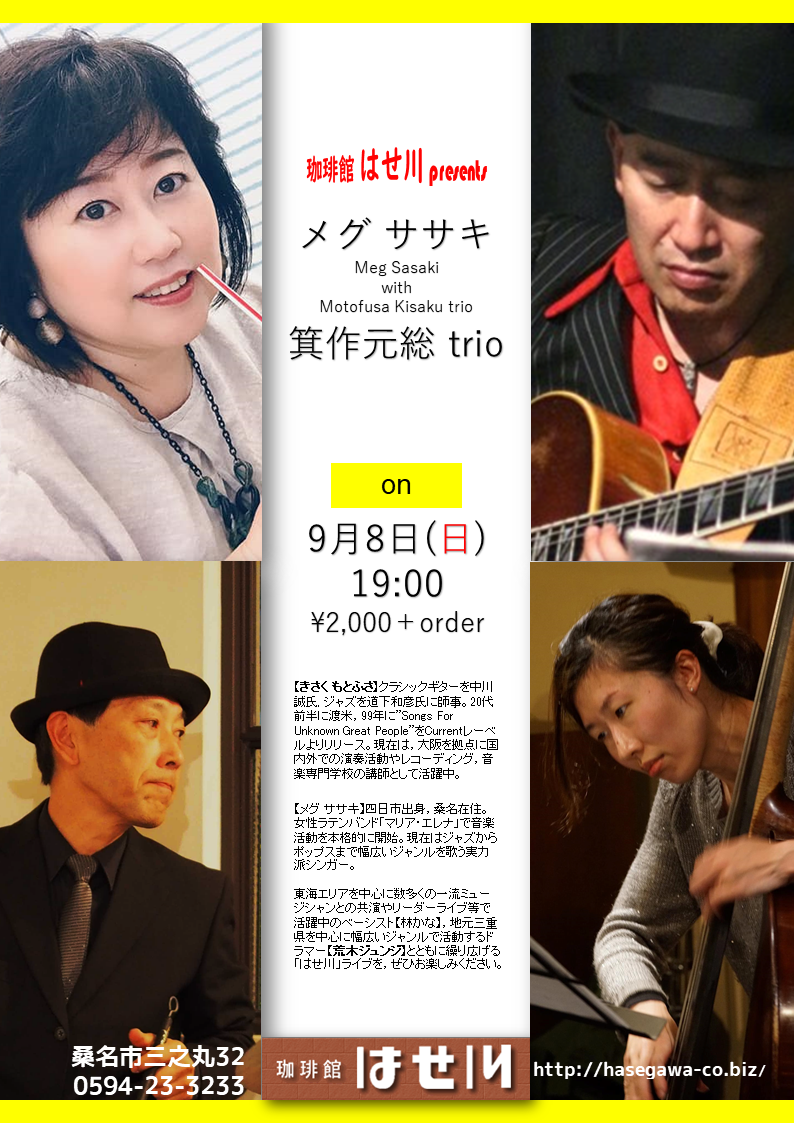 珈琲館 はせ川 presents
メグ ササキ
Meg Sasaki
with
Motofusa Kisaku trio
箕作元総 trio
on
9月8日(日)
19:00
¥2,000＋order
【きさく もとふさ】クラシックギターを中川
誠氏，ジャズを道下和彦氏に師事。20代
前半に渡米，99年に”Songs For
Unknown Great People”をCurrentレーベ
ルよりリリース。現在は，大阪を拠点に国
内外での演奏活動やレコーディング，音
楽専門学校の講師として活躍中。
【メグ ササキ】四日市出身，桑名在住。
女性ラテンバンド「マリア・エレナ」で音楽
活動を本格的に開始。現在はジャズから
ポップスまで幅広いジャンルを歌う実力
派シンガー。
東海エリアを中心に数多くの一流ミュー
ジシャンとの共演やリーダーライブ等で
活躍中のベーシスト【林かな】，地元三重
県を中心に幅広いジャンルで活動するド
ラマー【荒木ジュンジ】とともに繰り広げる
「はせ川」ライブを，ぜひお楽しみください。
桑名市三之丸32
0594-23-3233
珈琲館 はせ川
http://hasegawa-co.biz/